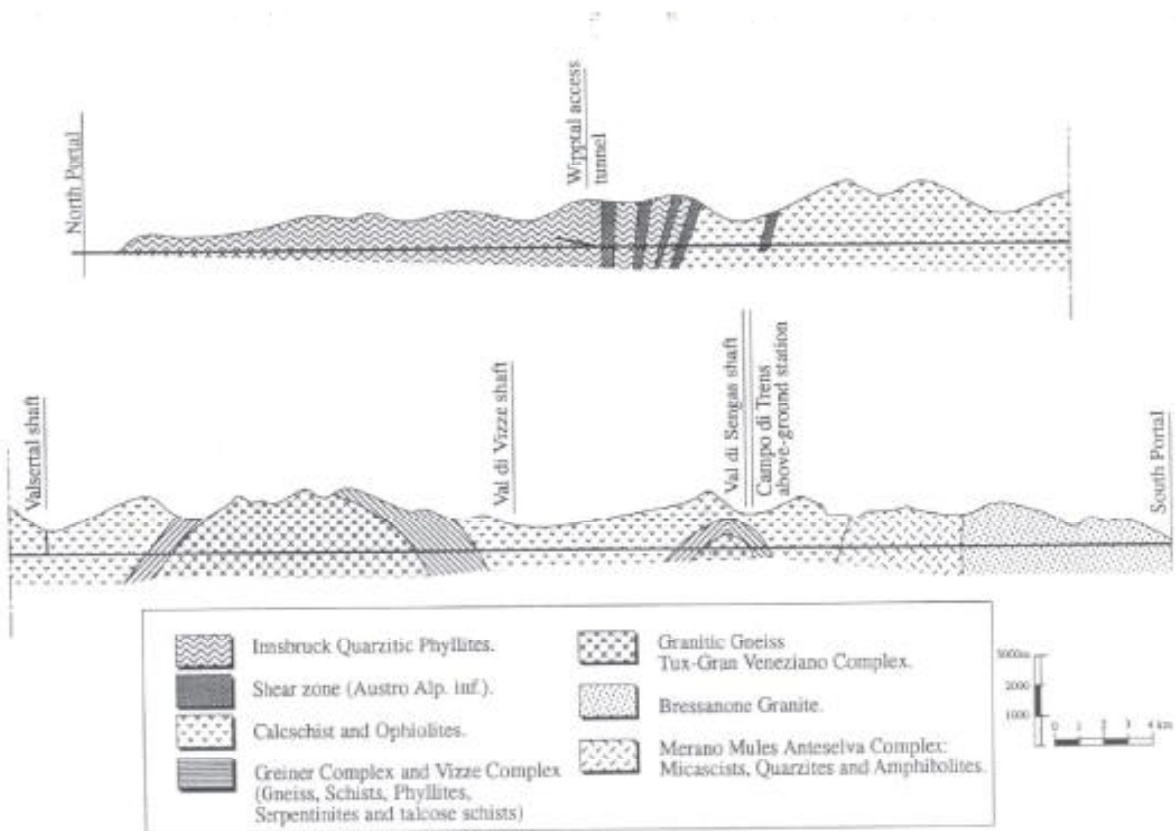 North Portal
Wipptal access
tunnel
Valsertal shaft
Val di Vizze shaft
Val di Sengas shaft
Campo di Trens
above-ground station
South Portal
Innsbruck Quarzitic Phyllites.
Shear zone (Austro Alp. inf.).
Calcschist and Ophiolites.
Greiner Complex and Vizze Complex
(Gneiss, Schists, Phyllites,
Serpentinites and talcose schists)
Granitic Gneiss
Tux-Gran Veneziano Complex.
Bressanone Granite.
Merano Mules Anteselva Complex:
Micascists, Quarzites and Amphibolites.
3000m
2000
1000
0 1 2 3 4 km